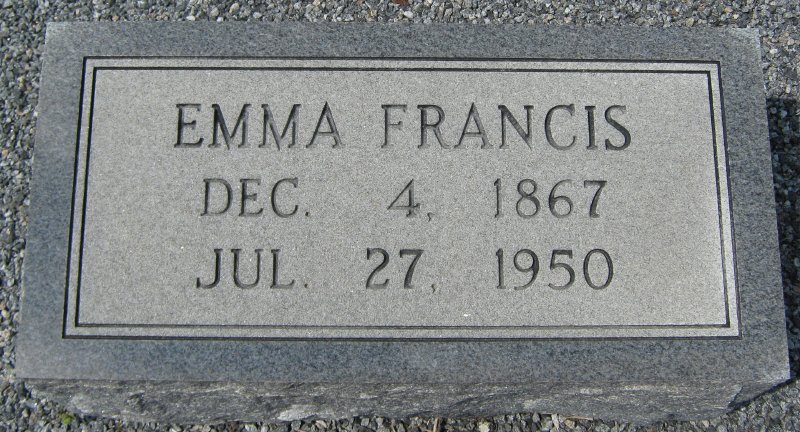 EMMA FRANCIS
DEC. 4, 1867
JUL. 27, 1950